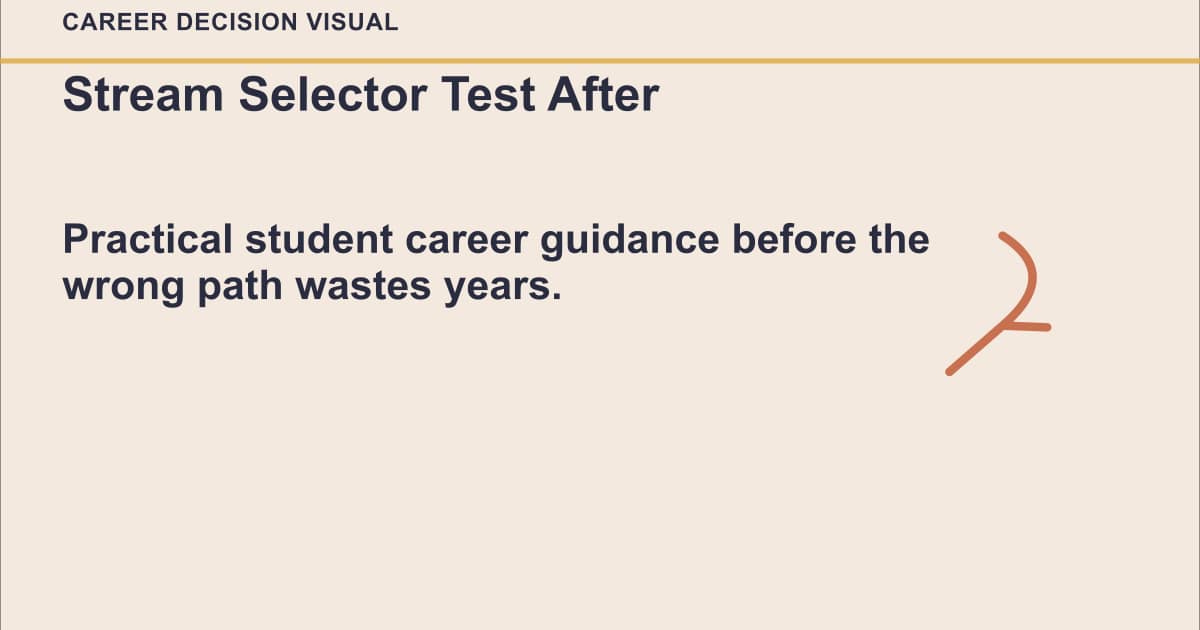 CAREER DECISION VISUAL
Stream Selector Test After
Practical student career guidance before the
wrong path wastes years.